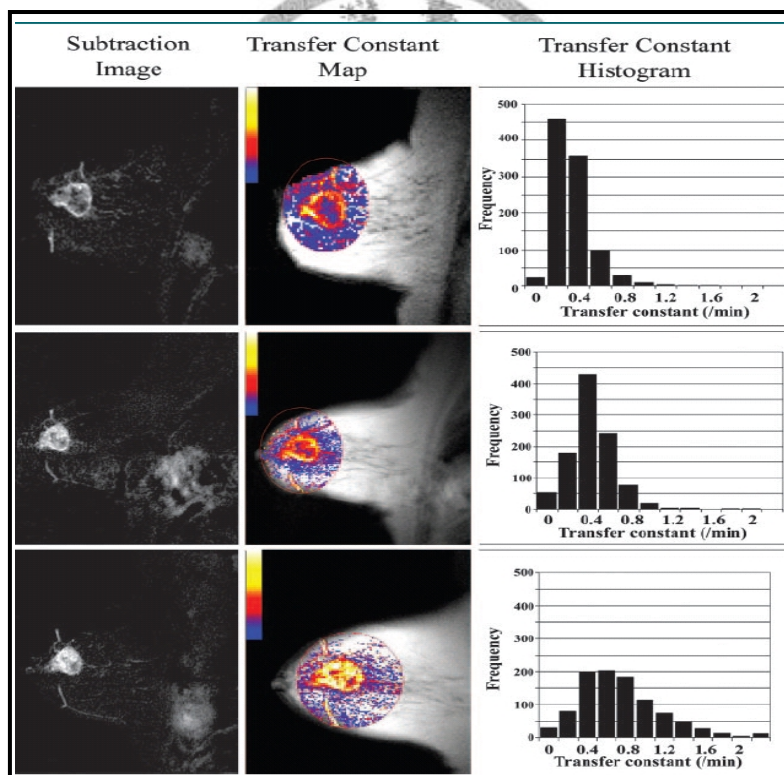 Subtraction Image
Transfer Constant Map
Transfer Constant Histogram
500
400
300
200
100
0
Frequency
0 0.4 0.8 1.2 1.6 2
Transfer constant (/min)
500
400
300
200
100
0
Frequency
0 0.4 0.8 1.2 1.6 2
Transfer constant (/min)
500
400
300
200
100
0
Frequency
0 0.4 0.8 1.2 1.6 2
Transfer constant (/min)